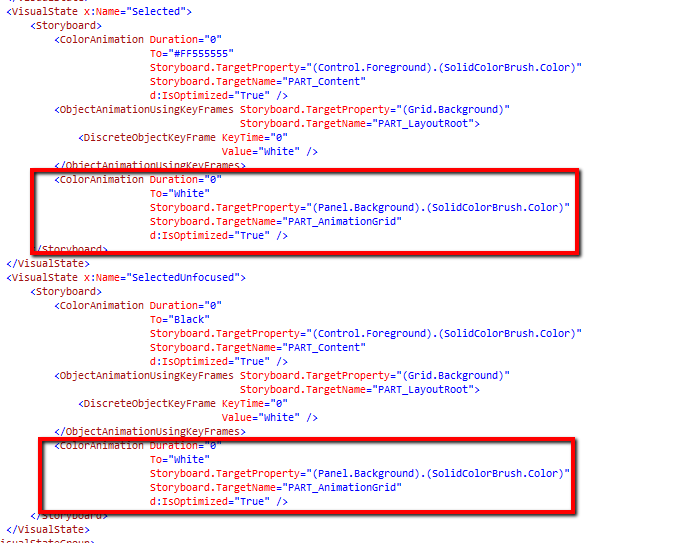 <VisualState x:Name="Selected">
<Storyboard>
<ColorAnimation Duration="0"
To="#FF555555"
Storyboard.TargetProperty="(Control.Foreground).(SolidColorBrush.Color)"
Storyboard.TargetName="PART_Content"
d:IsOptimized="True" />
<ObjectAnimationUsingKeyFrames Storyboard.TargetProperty="(Grid.Background)"
Storyboard.TargetName="PART_LayoutRoot">
<DiscreteObjectKeyFrame KeyTime="0"
Value="White" />
</ObjectAnimationUsingKeyFrames>
<ColorAnimation Duration="0"
To="White"
Storyboard.TargetProperty="(Panel.Background).(SolidColorBrush.Color)"
Storyboard.TargetName="PART_AnimationGrid"
d:IsOptimized="True" />
</Storyboard>
</VisualState>
<VisualState x:Name="SelectedUnfocused">
<Storyboard>
<ColorAnimation Duration="0"
To="Black"
Storyboard.TargetProperty="(Control.Foreground).(SolidColorBrush.Color)"
Storyboard.TargetName="PART_Content"
d:IsOptimized="True" />
<ObjectAnimationUsingKeyFrames Storyboard.TargetProperty="(Grid.Background)"
Storyboard.TargetName="PART_LayoutRoot">
<DiscreteObjectKeyFrame KeyTime="0"
Value="White" />
</ObjectAnimationUsingKeyFrames>
<ColorAnimation Duration="0"
To="White"
Storyboard.TargetProperty="(Panel.Background).(SolidColorBrush.Color)"
Storyboard.TargetName="PART_AnimationGrid"
d:IsOptimized="True" />
</Storyboard>
</VisualState>